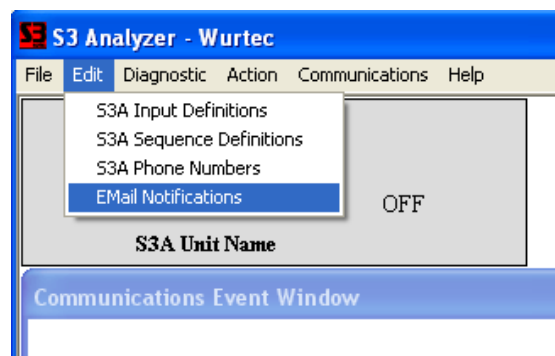 S3 S3 Analyzer - Wurtec
File Edit Diagnostic Action Communications Help
S3A Input Definitions
S3A Sequence Definitions
S3A Phone Numbers
EMail Notifications
OFF
S3A Unit Name
Communications Event Window